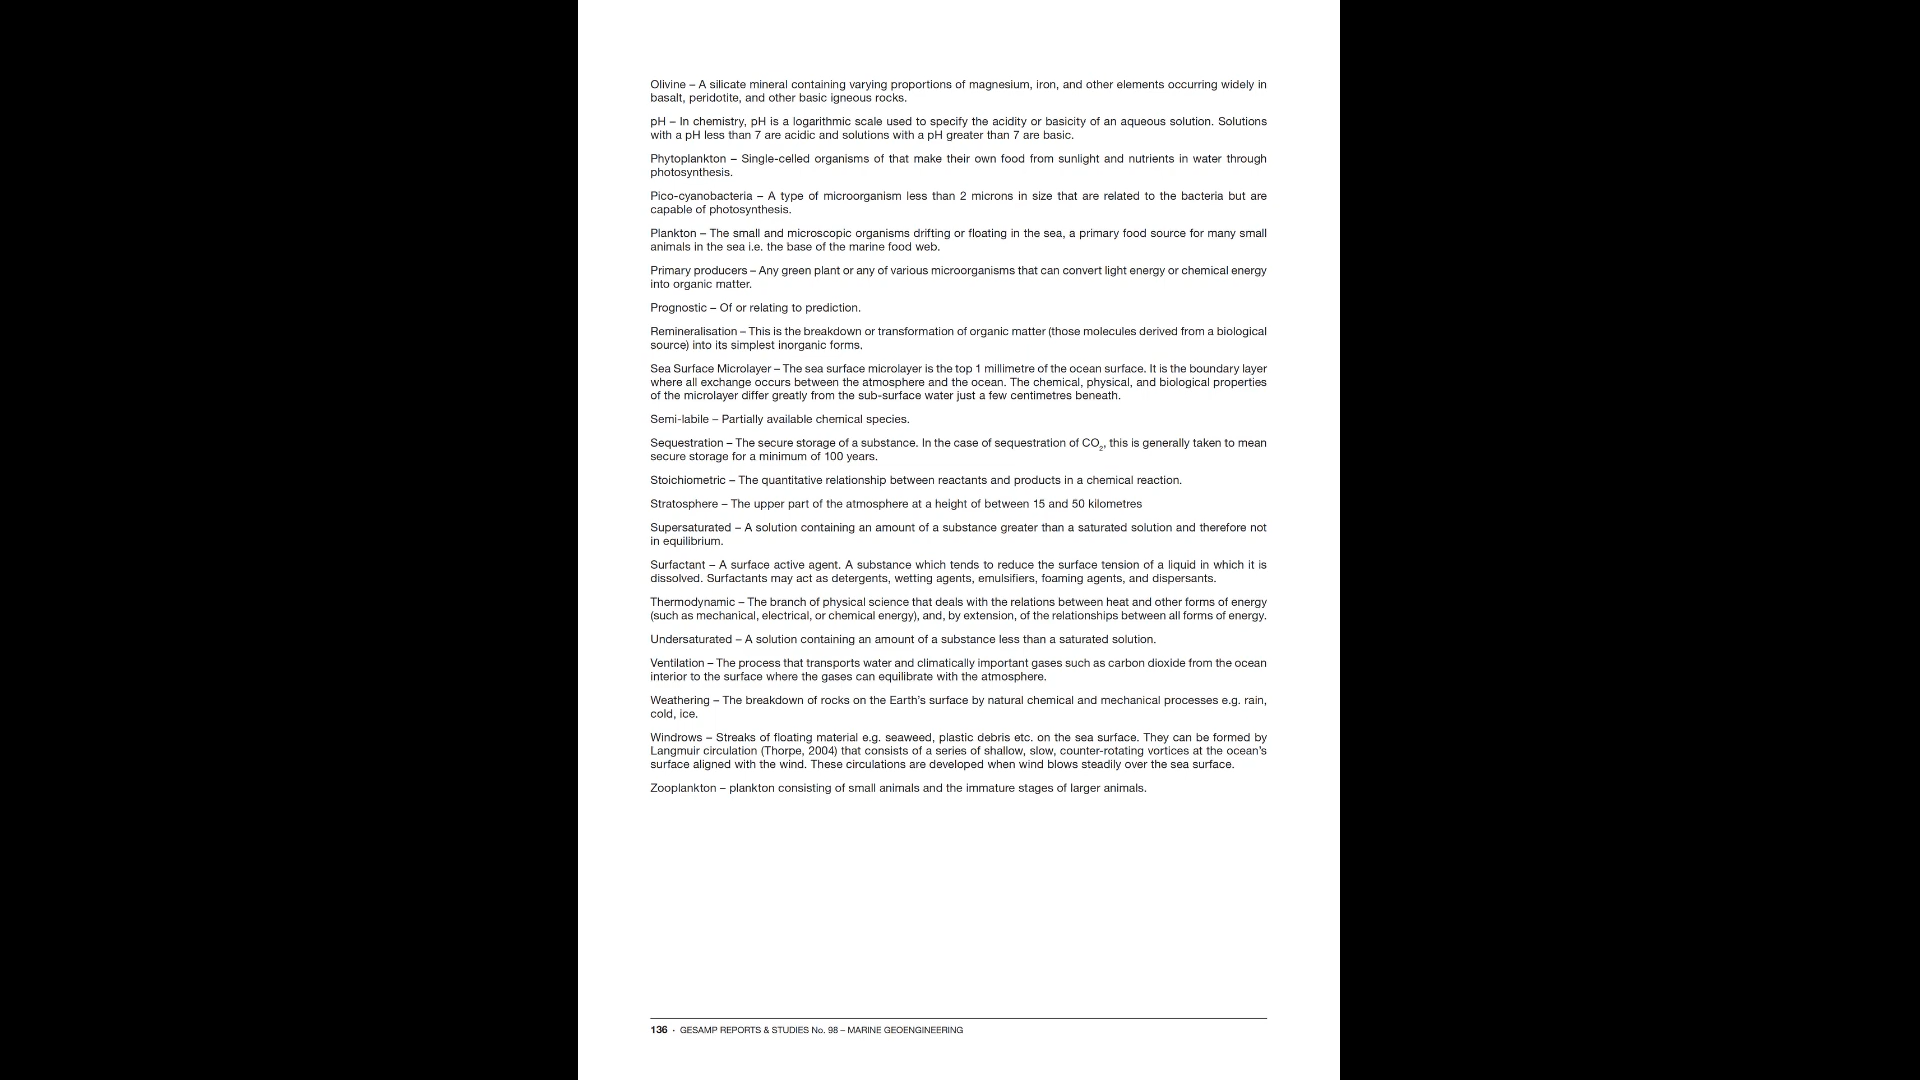 Olivine – A silicate mineral containing varying proportions of magnesium, iron, and other elements occurring widely in
basalt, peridotite, and other basic igneous rocks.
pH – In chemistry, pH is a logarithmic scale used to specify the acidity or basicity of an aqueous solution. Solutions
with a pH less than 7 are acidic and solutions with a pH greater than 7 are basic.
Phytoplankton – Single-celled organisms of that make their own food from sunlight and nutrients in water through
photosynthesis.
Pico-cyanobacteria – A type of microorganism less than 2 microns in size that are related to the bacteria but are
capable of photosynthesis.
Plankton – The small and microscopic organisms drifting or floating in the sea, a primary food source for many small
animals in the sea i.e. the base of the marine food web.
Primary producers – Any green plant or any of various microorganisms that can convert light energy or chemical energy
into organic matter.
Prognostic – Of or relating to prediction.
Remineralisation – This is the breakdown or transformation of organic matter (those molecules derived from a biological
source) into its simplest inorganic forms.
Sea Surface Microlayer – The sea surface microlayer is the top 1 millimetre of the ocean surface. It is the boundary layer
where all exchange occurs between the atmosphere and the ocean. The chemical, physical, and biological properties
of the microlayer differ greatly from the sub-surface water just a few centimetres beneath.
Semi-labile – Partially available chemical species.
Sequestration – The secure storage of a substance. In the case of sequestration of CO₂, this is generally taken to mean
secure storage for a minimum of 100 years.
Stoichiometric – The quantitative relationship between reactants and products in a chemical reaction.
Stratosphere – The upper part of the atmosphere at a height of between 15 and 50 kilometres
Supersaturated – A solution containing an amount of a substance greater than a saturated solution and therefore not
in equilibrium.
Surfactant – A surface active agent. A substance which tends to reduce the surface tension of a liquid in which it is
dissolved. Surfactants may act as detergents, wetting agents, emulsifiers, foaming agents, and dispersants.
Thermodynamic – The branch of physical science that deals with the relations between heat and other forms of energy
(such as mechanical, electrical, or chemical energy), and, by extension, of the relationships between all forms of energy.
Undersaturated – A solution containing an amount of a substance less than a saturated solution.
Ventilation – The process that transports water and climatically important gases such as carbon dioxide from the ocean
interior to the surface where the gases can equilibrate with the atmosphere.
Weathering – The breakdown of rocks on the Earth's surface by natural chemical and mechanical processes e.g. rain,
cold, ice.
Windrows – Streaks of floating material e.g. seaweed, plastic debris etc. on the sea surface. They can be formed by
Langmuir circulation (Thorpe, 2004) that consists of a series of shallow, slow, counter-rotating vortices at the ocean's
surface aligned with the wind. These circulations are developed when wind blows steadily over the sea surface.
Zooplankton – plankton consisting of small animals and the immature stages of larger animals.
136 · GESAMP REPORTS & STUDIES No. 98 – MARINE GEOENGINEERING